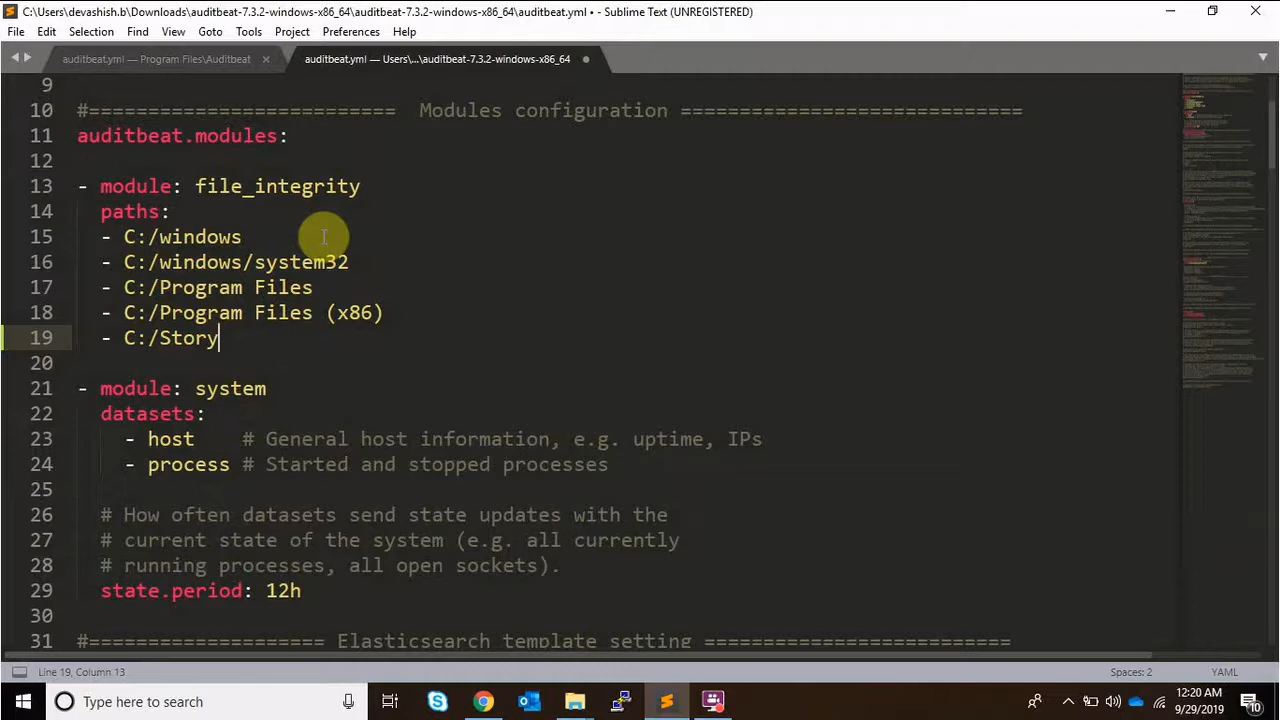 C:\Users\devashish.b\Downloads\auditbeat-7.3.2-windows-x86_64\auditbeat-7.3.2-windows-x86_64\auditbeat.yml • - Sublime Text (UNREGISTERED)
File Edit Selection Find View Goto Tools Project Preferences Help
auditbeat.yml — Program Files\Auditbeat × auditbeat.yml — Users\...\auditbeat-7.3.2-windows-x86_64
9
10 #========================== Modules configuration =============================
11 auditbeat.modules:
12
13 - module: file_integrity
14 paths:
15 - C:/windows
16 - C:/windows/system32
17 - C:/Program Files
18 - C:/Program Files (x86)
19 - C:/Story
20
21 - module: system
22 datasets:
23 - host # General host information, e.g. uptime, IPs
24 - process # Started and stopped processes
25
26 # How often datasets send state updates with the
27 # current state of the system (e.g. all currently
28 # running processes, all open sockets).
29 state.period: 12h
30
31 #==================== Elasticsearch template setting ==========================
Line 19, Column 13 Spaces: 2 YAML
Type here to search
12:20 AM
9/29/2019
10